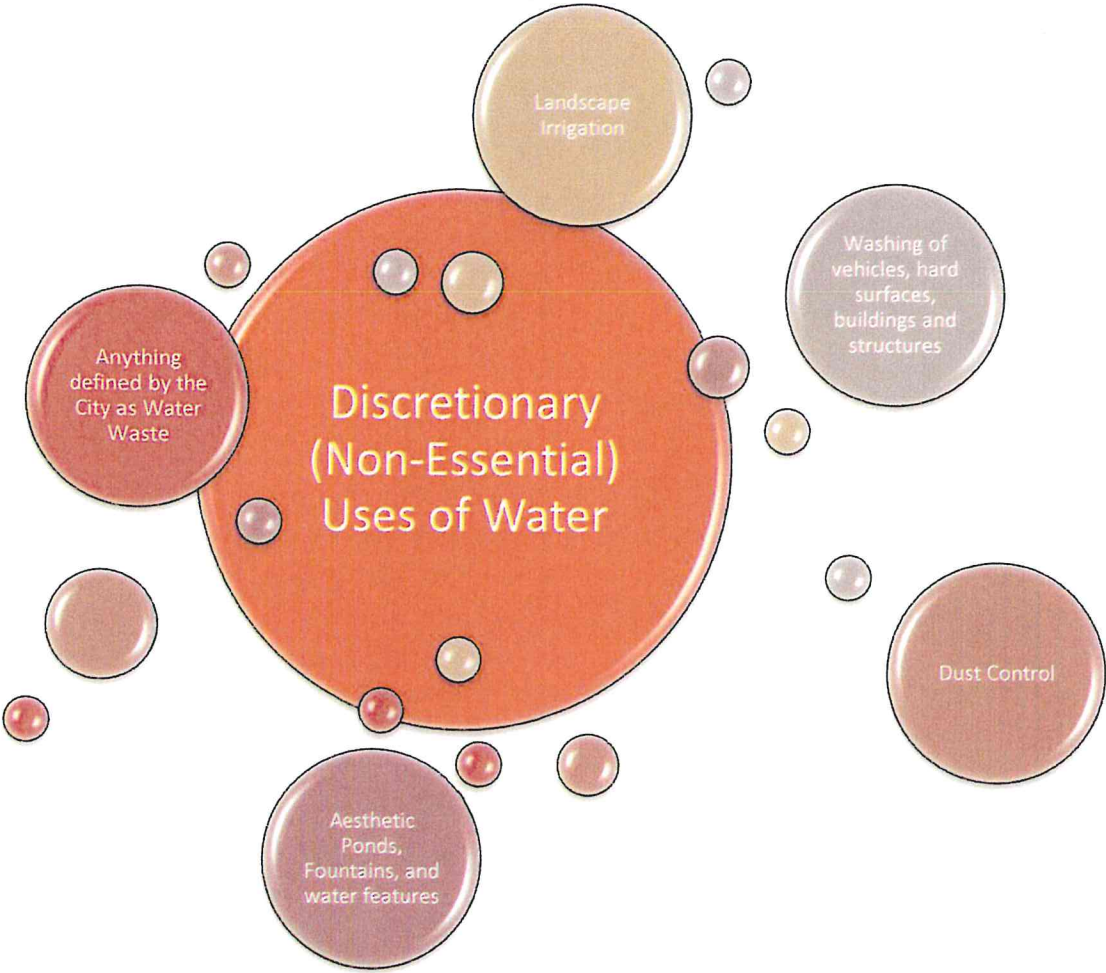 Landscape
Irrigation
Washing of
vehicles, hard
surfaces,
buildings and
structures
Anything
defined by the
City as Water
Waste
Discretionary
(Non-Essential)
Uses of Water
Dust Control
Aesthetic
Ponds,
Fountains, and
water features